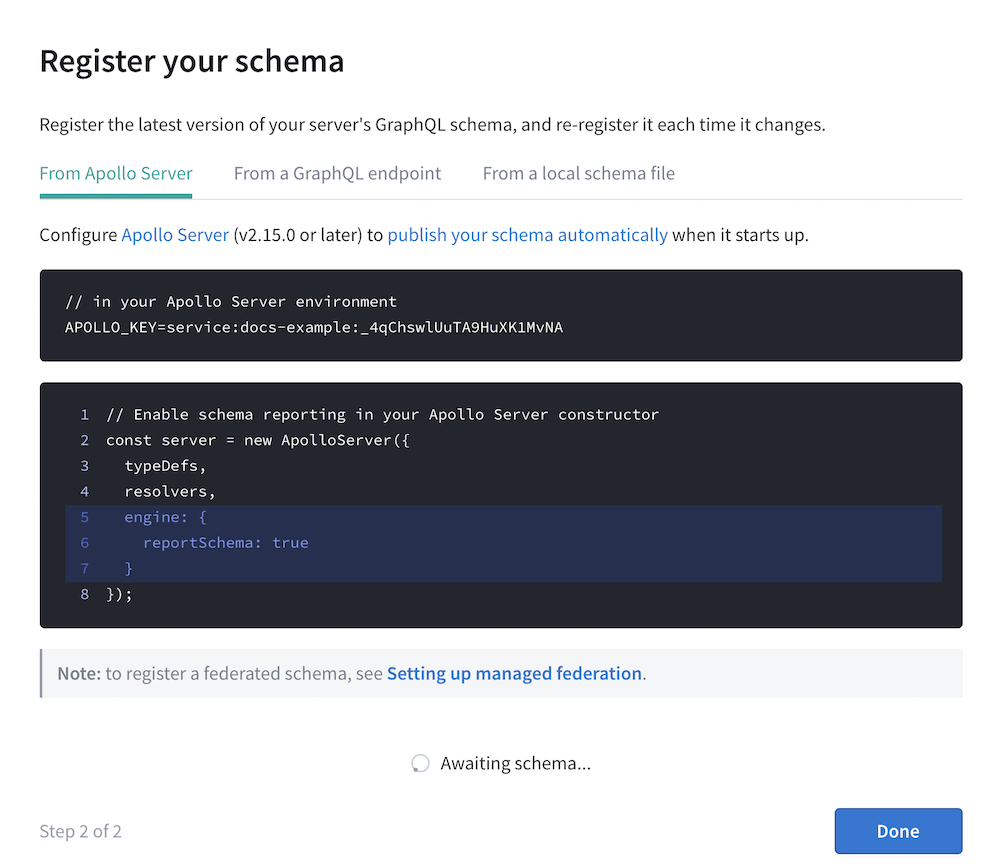 Register your schema
Register the latest version of your server's GraphQL schema, and re-register it each time it changes.
From Apollo Server From a GraphQL endpoint From a local schema file
Configure Apollo Server (v2.15.0 or later) to publish your schema automatically when it starts up.
// in your Apollo Server environment
APOLLO_KEY=service:docs-example:_4qChswlUuTA9HuXK1MvNA
1 // Enable schema reporting in your Apollo Server constructor
2 const server = new ApolloServer({
3 typeDefs,
4 resolvers,
5 engine: {
6 reportSchema: true
7 }
8 });
Note: to register a federated schema, see Setting up managed federation.
Awaiting schema...
Step 2 of 2 Done